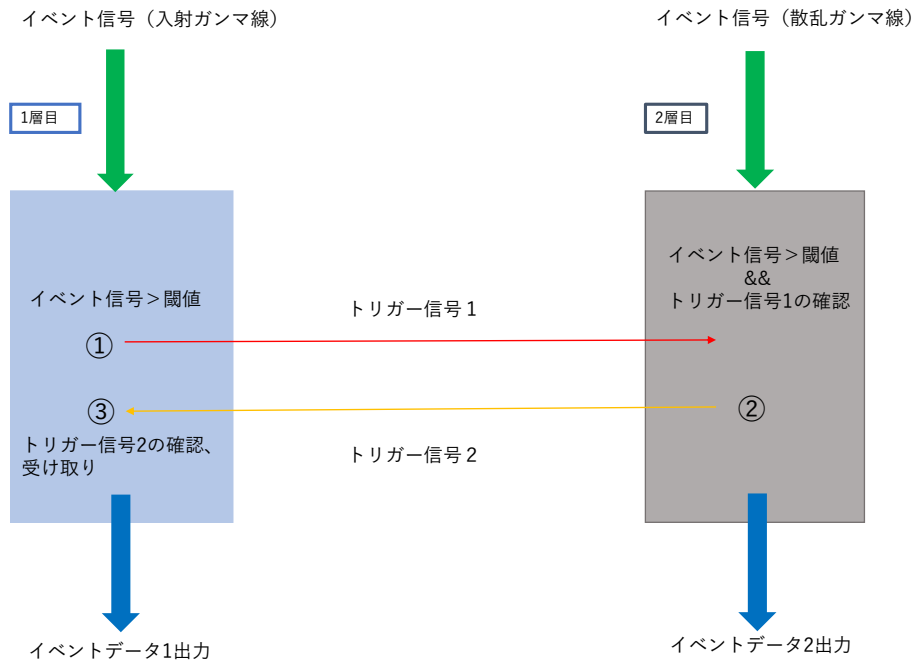 イベント信号（入射ガンマ線）
イベント信号（散乱ガンマ線）
1層目
2層目
イベント信号＞閾値
イベント信号＞閾値
&&
トリガー信号1の確認
トリガー信号１
①
③
②
トリガー信号2の確認、
受け取り
トリガー信号２
イベントデータ1出力
イベントデータ2出力